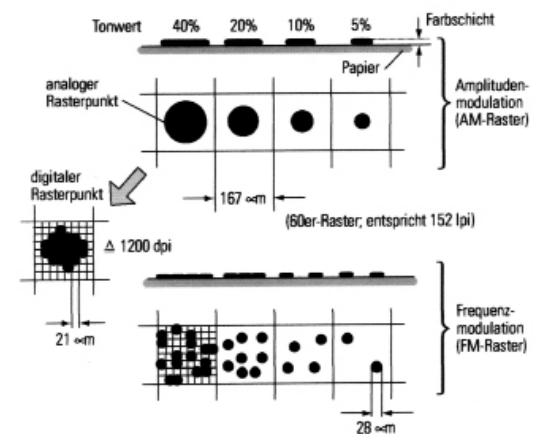 Tonwert 40% 20% 10% 5% Farbschicht
Papier
analoger
Rasterpunkt
Amplituden-
modulation
(AM-Raster)
digitaler
Rasterpunkt
167 ∝m
(60er-Raster; entspricht 152 lpi)
≙ 1200 dpi
21 ∝m
Frequenz-
modulation
(FM-Raster)
28 ∝m